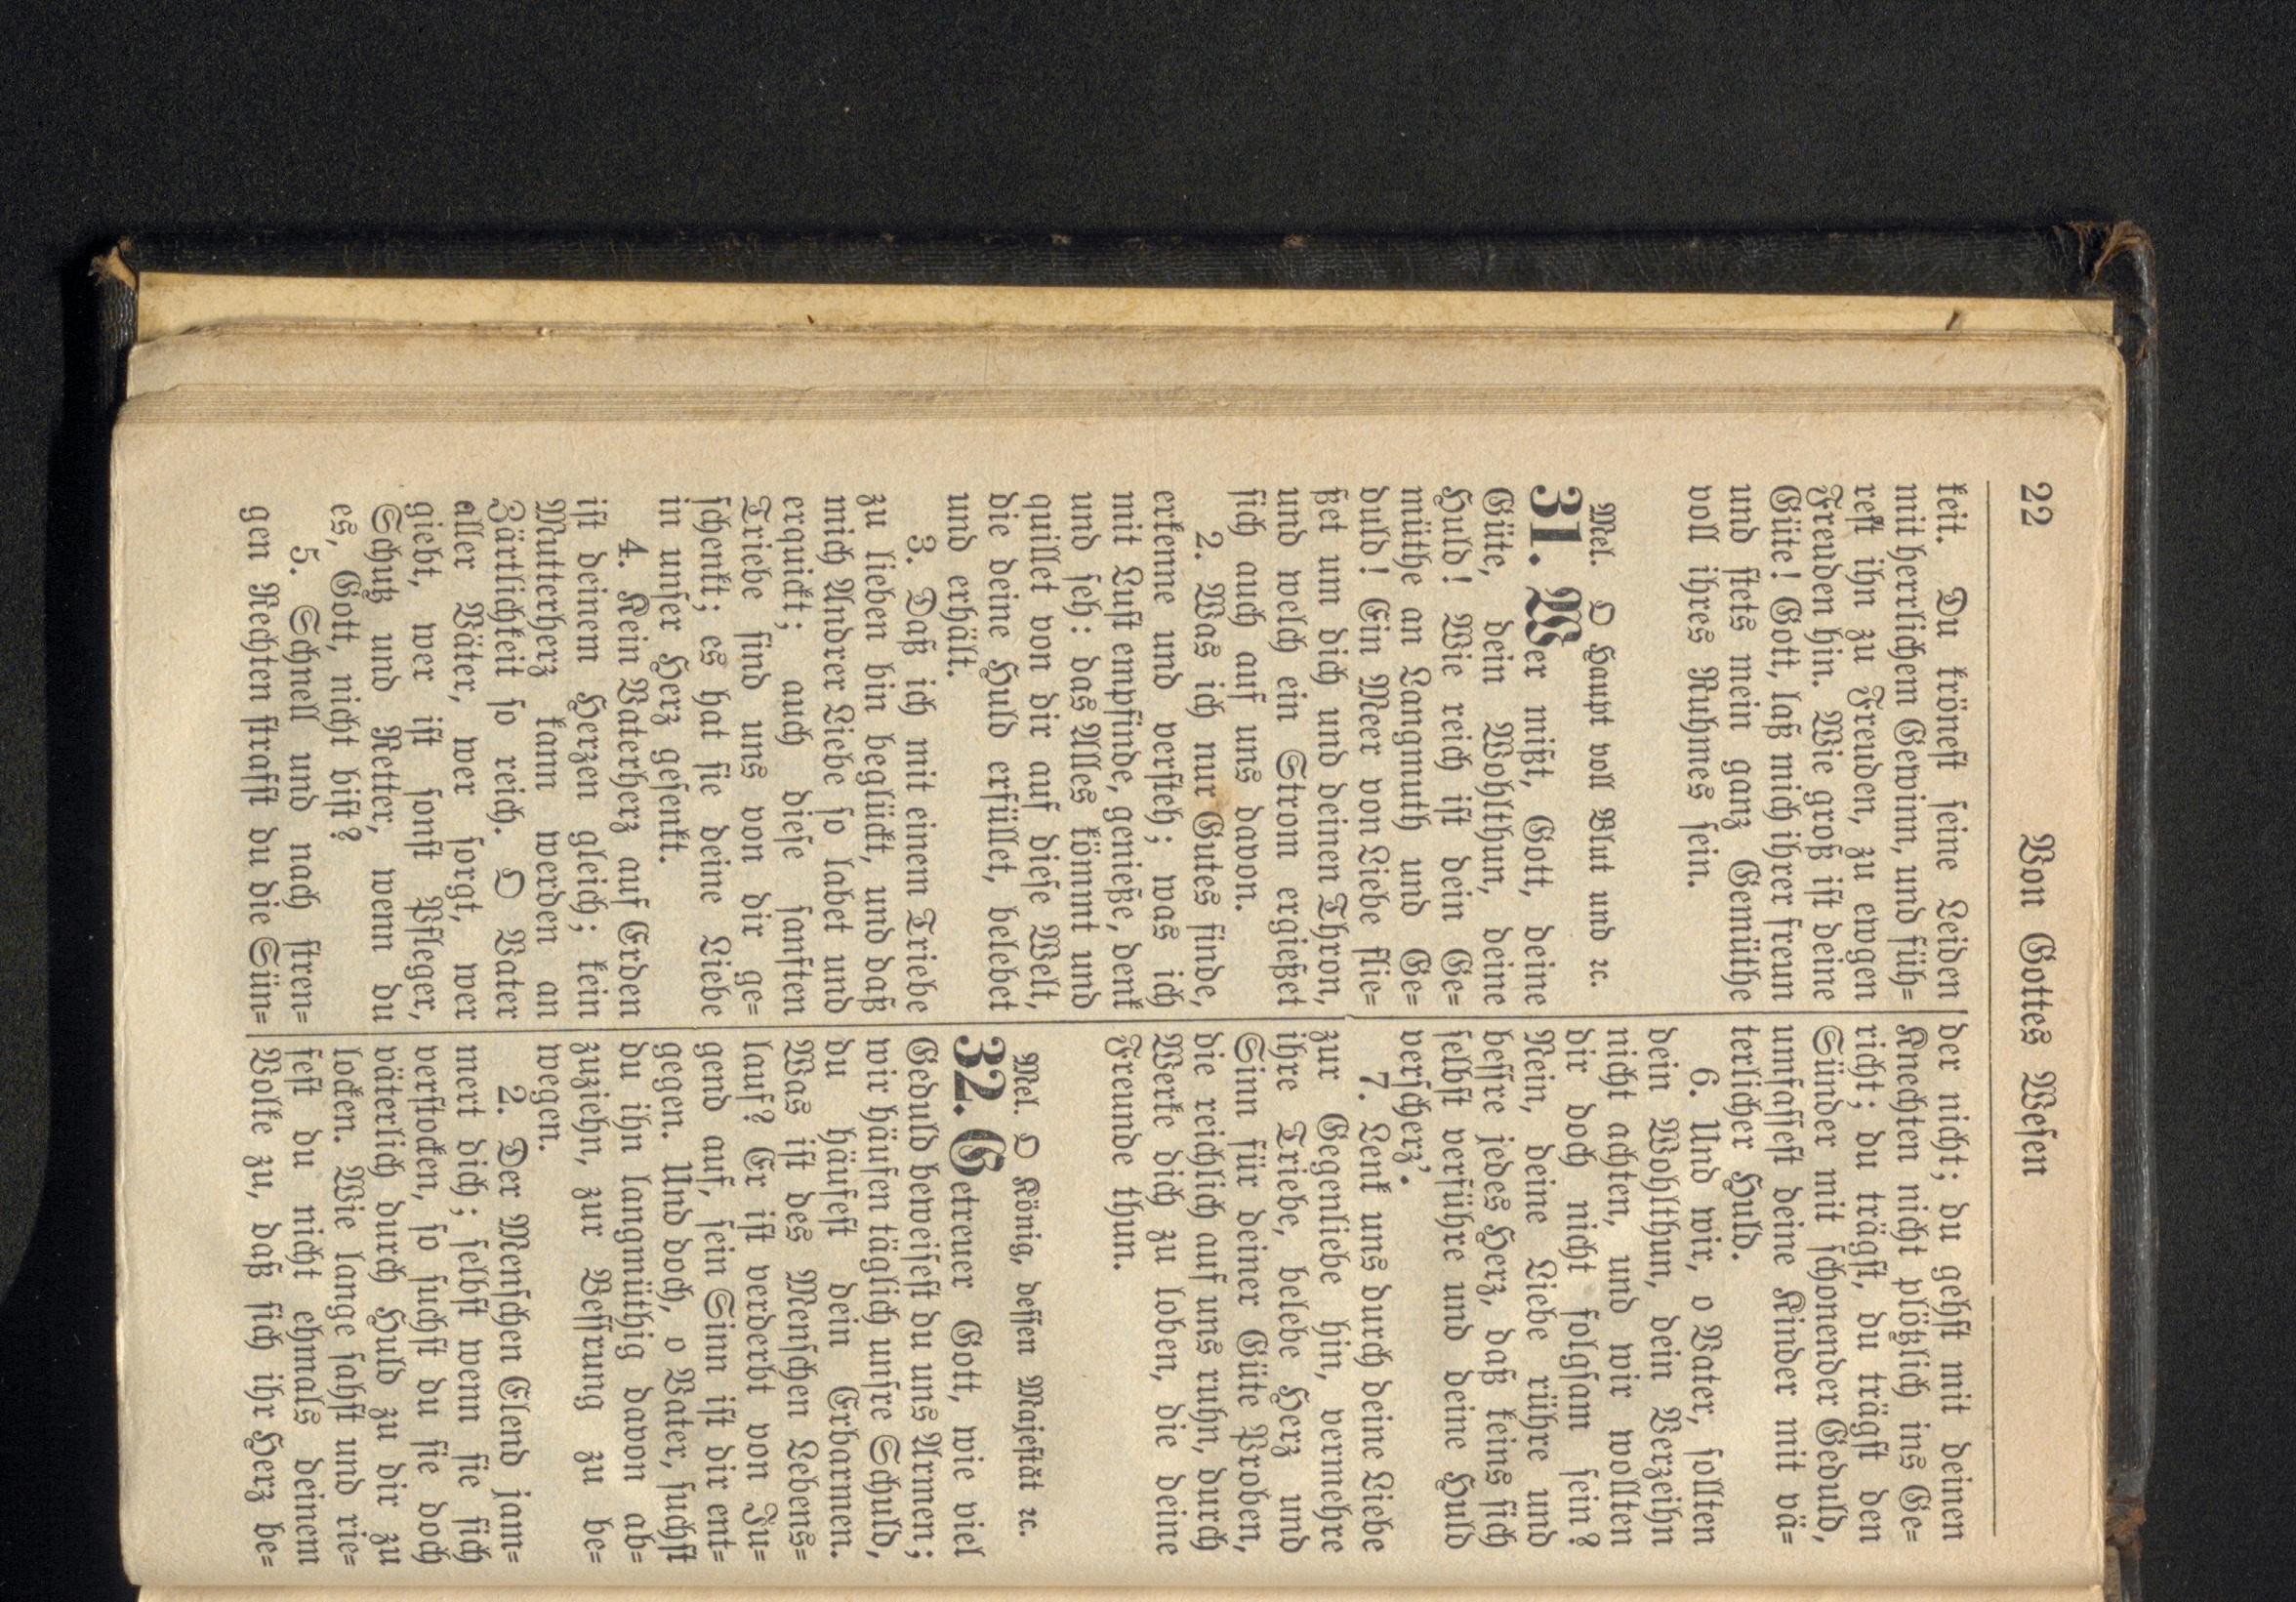 22 Von Gottes Wesen
keit. Du krönest seine Leiden
mit herrlichem Gewinn, und füh=
rest ihn zu Freuden, zu ewgen
Freuden hin. Wie groß ist deine
Güte! Gott, laß mich ihrer freun
und stets mein ganz Gemüthe
voll ihres Ruhmes sein.
Mel. O Haupt voll Blut und ꝛc.
31. Wer mißt, Gott, deine
Güte, dein Wohlthun, deine
Huld! Wie reich ist dein Ge=
müthe an Langmuth und Ge=
duld! Ein Meer von Liebe flie=
ßet um dich und deinen Thron,
und welch ein Strom ergießet
sich auch auf uns davon.
2. Was ich nur Gutes finde,
erkenne und versteh; was ich
mit Lust empfinde, genieße, denk
und seh: das Alles kömmt und
quillet von dir auf diese Welt,
die deine Huld erfüllet, belebet
und erhält.
3. Daß ich mit einem Triebe
zu lieben bin beglückt, und daß
mich Andrer Liebe so labet und
erquickt; auch diese sanften
Triebe sind uns von dir ge=
schenkt; es hat sie deine Liebe
in unser Herz gesenkt.
4. Kein Vaterherz auf Erden
ist deinem Herzen gleich; kein
Mutterherz kann werden an
Zärtlichkeit so reich. O Vater
aller Väter, wer sorgt, wer
giebt, wer ist sonst Pfleger,
Schutz und Retter, wenn du
es, Gott, nicht bist?
5. Schnell und nach stren=
gen Rechten strafst du die Sün=
der nicht; du gehst mit deinen
Knechten nicht plötzlich ins Ge=
richt; du trägst, du trägst den
Sünder mit schonender Geduld,
umfassest deine Kinder mit vä=
terlicher Huld.
6. Und wir, o Vater, sollten
dein Wohlthun, dein Verzeihn
nicht achten, und wir wollten
dir doch nicht folgsam sein?
Nein, deine Liebe rühre und
bessre jedes Herz, daß keins sich
selbst verführe und deine Huld
verscherz'.
7. Lenk uns durch deine Liebe
zur Gegenliebe hin, vermehre
ihre Triebe, belebe Herz und
Sinn für deiner Güte Proben,
die reichlich auf uns ruhn, durch
Werke dich zu loben, die deine
Freunde thun.
Mel. O König, dessen Majestät ꝛc.
32. Getreuer Gott, wie viel
Geduld beweisest du uns Armen;
wir häufen täglich unsre Schuld,
du häufest dein Erbarmen.
Was ist des Menschen Lebens=
lauf? Er ist verderbt von Ju=
gend auf, sein Sinn ist dir ent=
gegen. Und doch, o Vater, suchst
du ihn langmüthig davon ab=
zuziehn, zur Bessrung zu be=
wegen.
2. Der Menschen Elend jam=
mert dich; selbst wenn sie sich
verstocken, so suchst du sie doch
väterlich durch Huld zu dir zu
locken. Wie lange sahst und rie=
fest du nicht ehmals deinem
Volke zu, daß sich ihr Herz be=